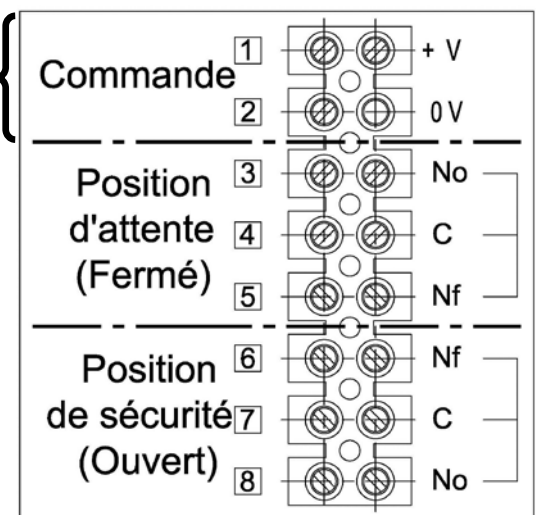 Commande
1 + V
2 0 V
Position
d'attente
(Fermé)
3 No
4 C
5 Nf
Position
de sécurité
(Ouvert)
6 Nf
7 C
8 No